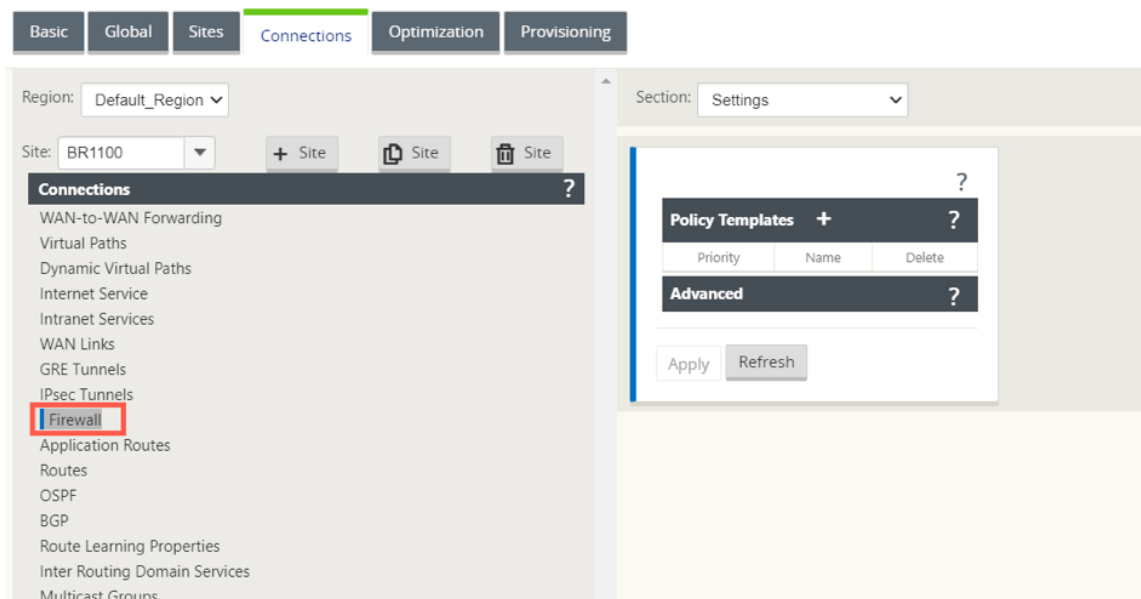 Basic Global Sites Connections Optimization Provisioning
Region: Default_Region
Site: BR1100 + Site Site Site
Connections ?
WAN-to-WAN Forwarding
Virtual Paths
Dynamic Virtual Paths
Internet Service
Intranet Services
WAN Links
GRE Tunnels
IPsec Tunnels
Firewall
Application Routes
Routes
OSPF
BGP
Route Learning Properties
Inter Routing Domain Services
Multicast Groups
Section: Settings
?
Policy Templates + ?
Priority Name Delete
Advanced ?
Apply Refresh